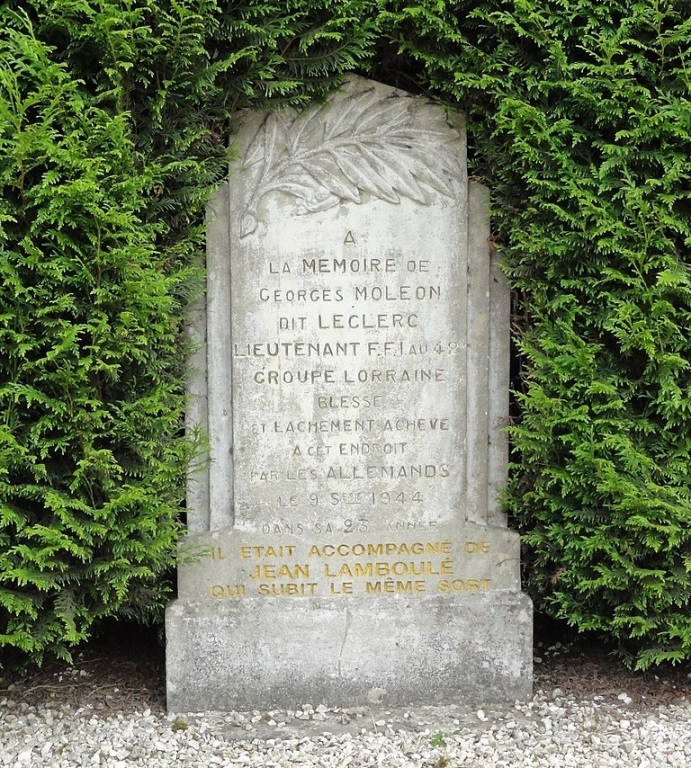 A
LA MEMOIRE DE
GEORGES MOLEON
DIT LECLERC
LIEUTENANT F.F.I AU 4E
GROUPE LORRAINE
BLESSE
ET LACHEMENT ACHEVE
A CET ENDROIT
PAR LES ALLEMANDS
LE 9 SBRE 1944
DANS SA 23E ANNEE
IL ETAIT ACCOMPAGNÉ DE
JEAN LAMBOULÉ
QUI SUBIT LE MÊME SORT